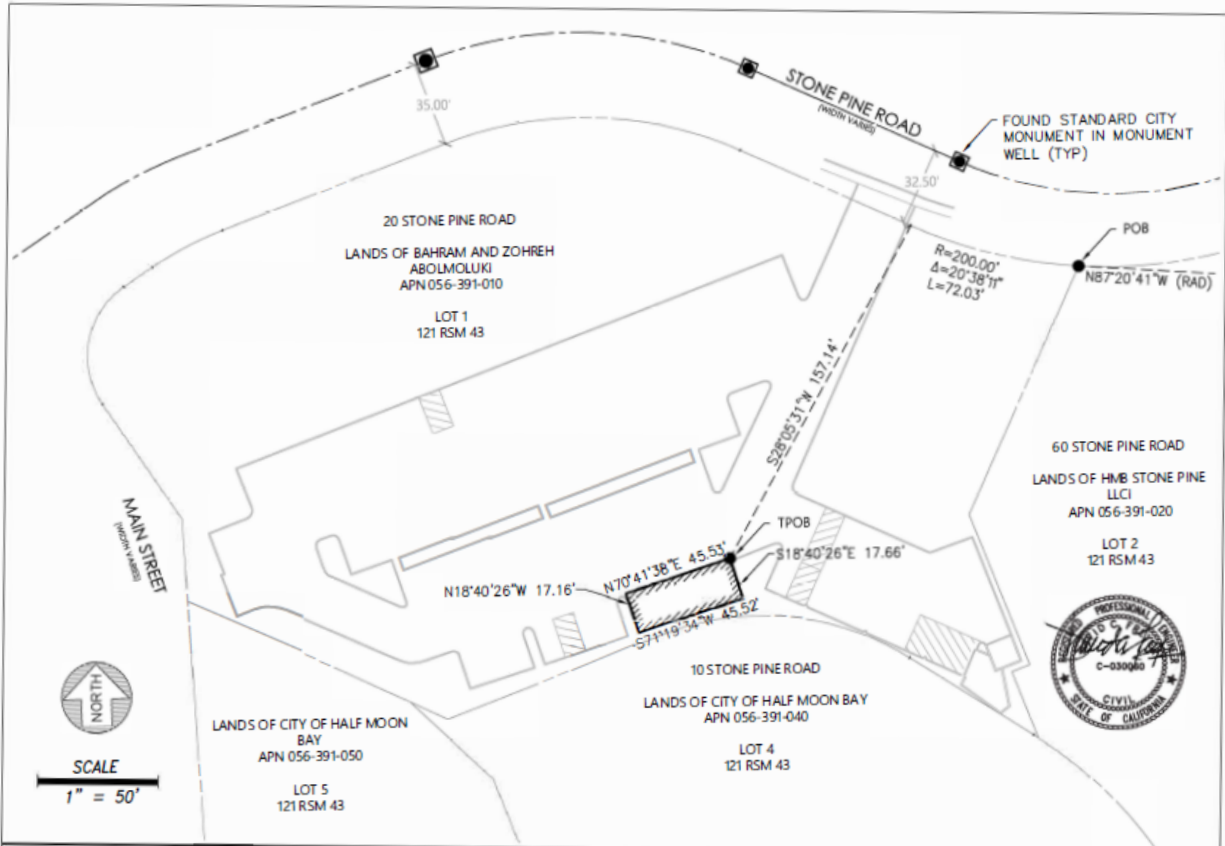 35.00'
STONE PINE ROAD
(WIDTH VARIES)
FOUND STANDARD CITY
MONUMENT IN MONUMENT
WELL (TYP)
32.50'
20 STONE PINE ROAD
LANDS OF BAHRAM AND ZOHREH
ABOLMOLUKI
APN 056-391-010
LOT 1
121 RSM 43
POB
N87°20'41"W (RAD)
R=200.00'
Δ=20°38'11"
L=72.03'
S28°05'31"W 157.14'
60 STONE PINE ROAD
LANDS OF HMB STONE PINE
LLCI
APN 056-391-020
LOT 2
121 RSM 43
MAIN STREET
(WIDTH VARIES)
TPOB
N70°41'38"E 45.53'
S18°40'26"E 17.66'
N18°40'26"W 17.16'
S71°19'34"W 45.52'
10 STONE PINE ROAD
LANDS OF CITY OF HALF MOON BAY
APN 056-391-040
LOT 4
121 RSM 43
REGISTERED PROFESSIONAL ENGINEER
CIVIL
STATE OF CALIFORNIA
LANDS OF CITY OF HALF MOON
BAY
APN 056-391-050
LOT 5
121 RSM 43
NORTH
SCALE
1" = 50'